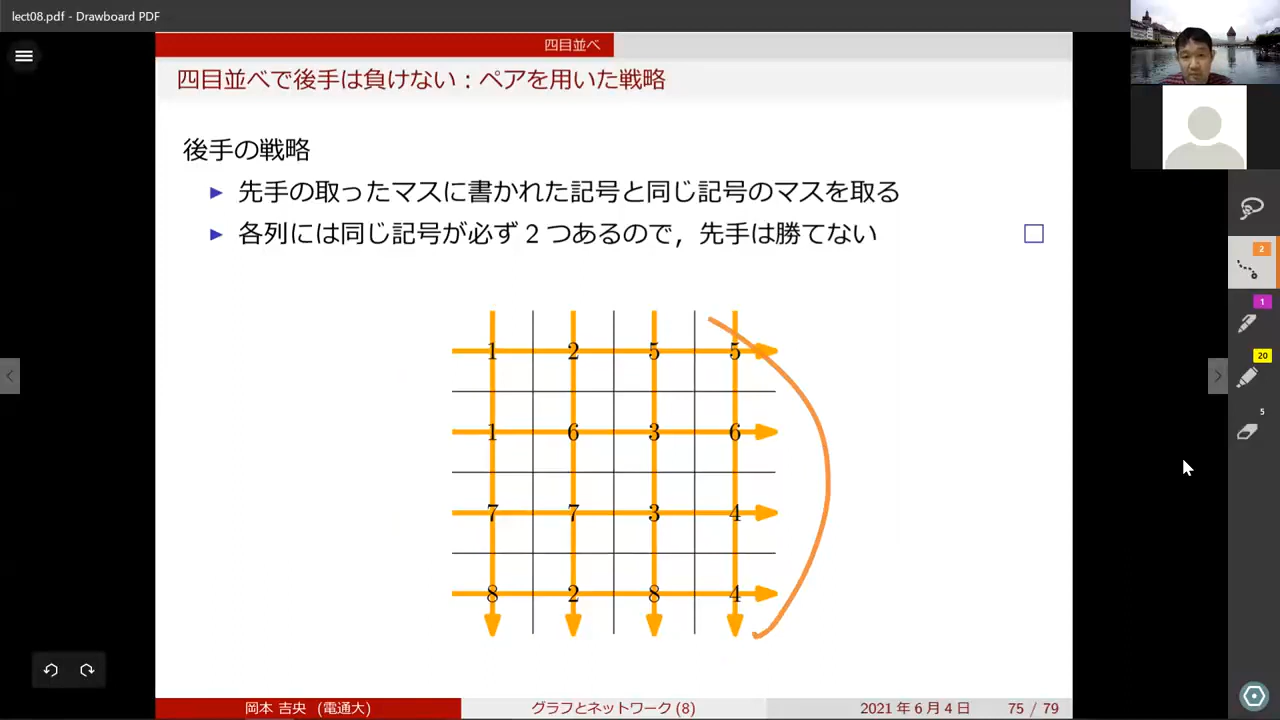 lect08.pdf - Drawboard PDF
四目並べ
四目並べで後手は負けない：ペアを用いた戦略
後手の戦略
▶ 先手の取ったマスに書かれた記号と同じ記号のマスを取る
▶ 各列には同じ記号が必ず 2 つあるので，先手は勝てない □
1 2 5 5
1 6 3 6
7 7 3 4
8 2 8 4
2
1
20
5
岡本 吉央 (電通大) グラフとネットワーク (8) 2021 年 6 月 4 日 75 / 79